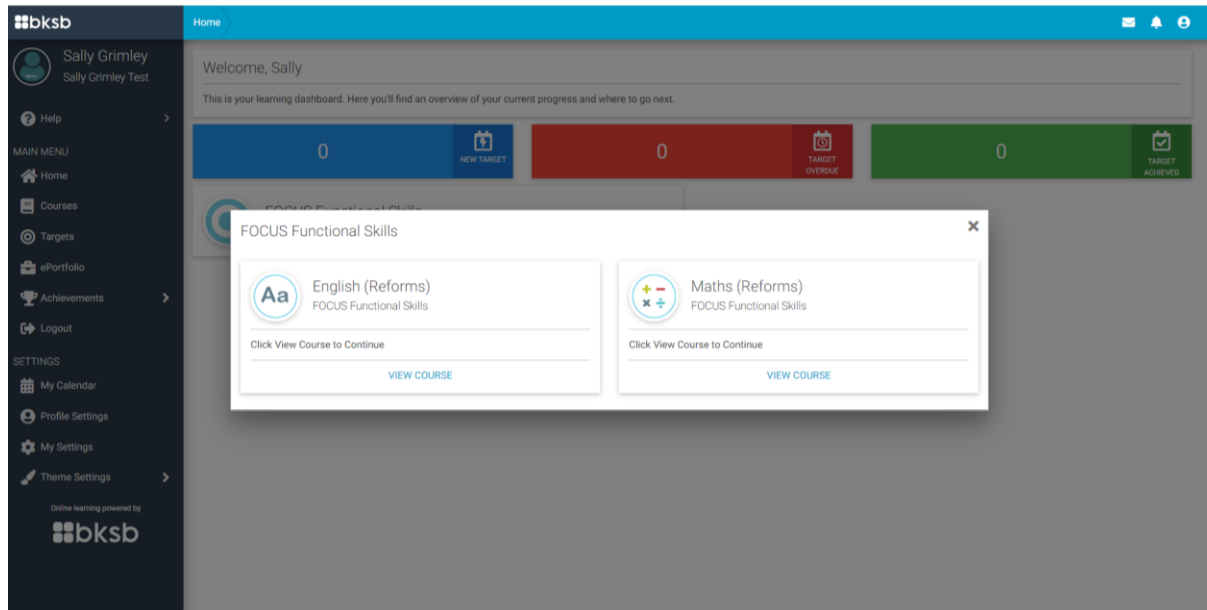 bksb
Home
Sally Grimley
Sally Grimley Test
Help
MAIN MENU
Home
Courses
Targets
ePortfolio
Achievements
Logout
SETTINGS
My Calendar
Profile Settings
My Settings
Theme Settings
Online learning powered by
bksb
Welcome, Sally
This is your learning dashboard. Here you'll find an overview of your current progress and where to go next.
0
NEW TARGET
0
TARGET
OVERDUE
0
TARGET
ACHIEVED
FOCUS Functional Skills
FOCUS Functional Skills
Aa
English (Reforms)
FOCUS Functional Skills
Click View Course to Continue
VIEW COURSE
Maths (Reforms)
FOCUS Functional Skills
Click View Course to Continue
VIEW COURSE